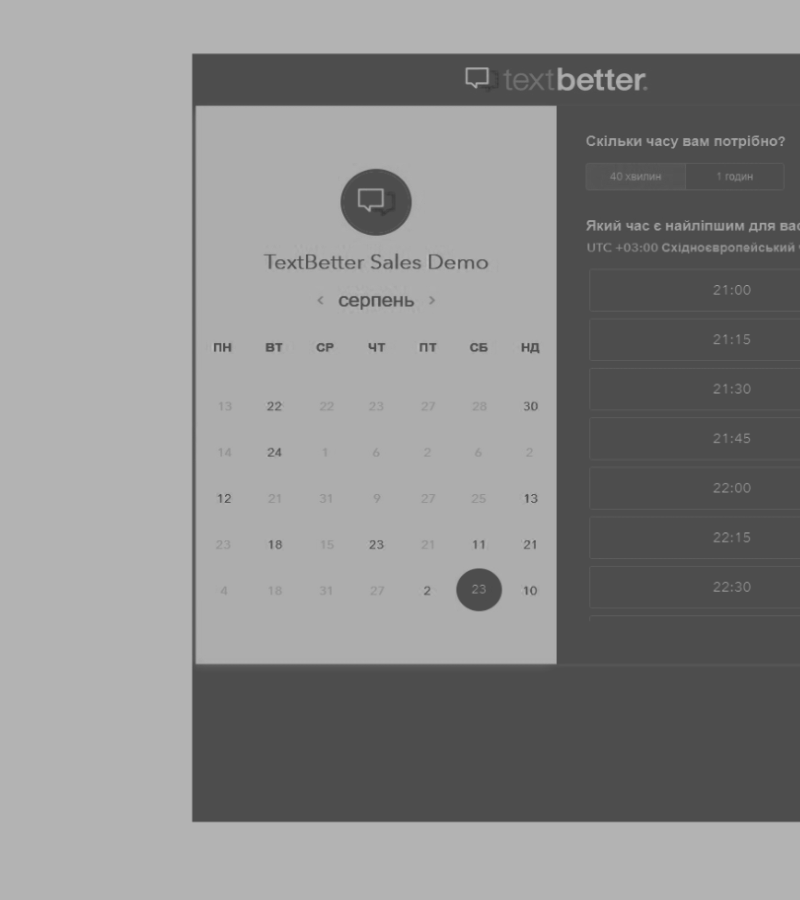 textbetter.
TextBetter Sales Demo
< серпень >
ПН ВТ СР ЧТ ПТ СБ НД
13 22 22 23 27 28 30
14 24 1 6 2 6 2
12 21 31 9 27 25 13
23 18 15 23 21 11 21
4 18 31 27 2 23 10
Скільки часу вам потрібно?
40 хвилин 1 годин
Який час є найліпшим для вас
UTC +03:00 Східноєвропейський
21:00
21:15
21:30
21:45
22:00
22:15
22:30